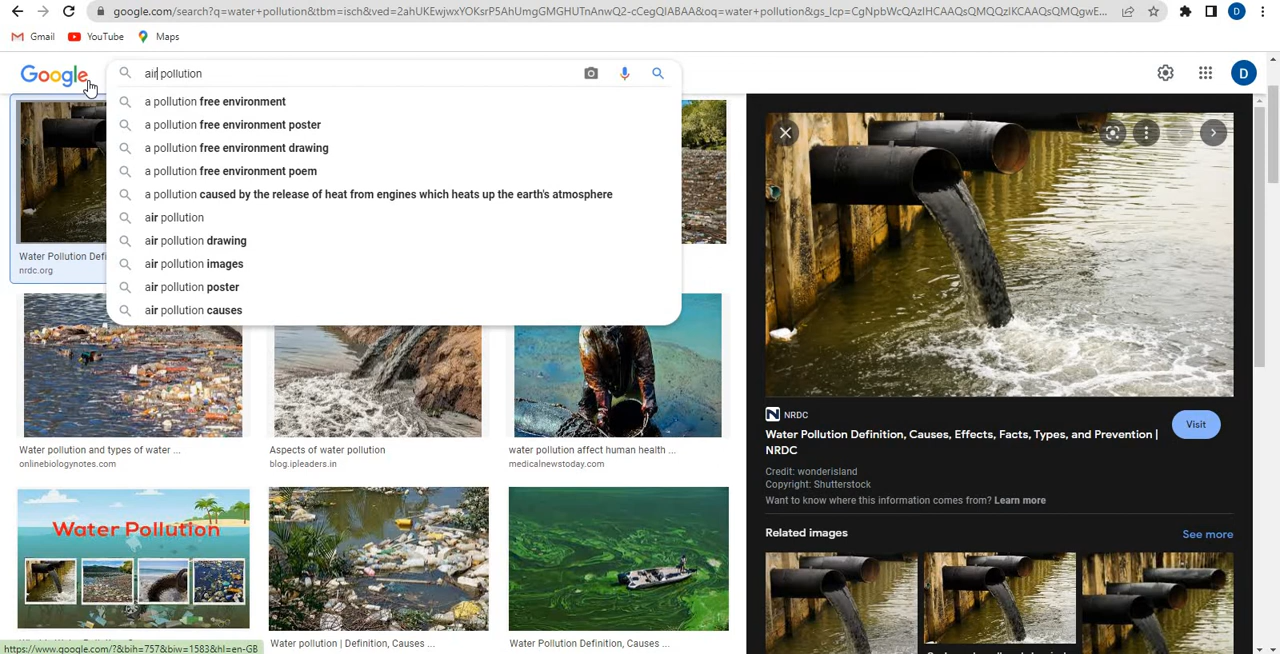 google.com/search?q=water+pollution&tbm=isch&ved=2ahUKEwjwxYOKsrP5AhUmgGMGHUTnAnwQ2-cCegQIABAA&oq=water+pollution&gs_lcp=CgNpbWcQAzIHCAAQsQMQQzIKCAAQsQMQgwE...
D
Gmail
YouTube
Maps
Google
air pollution
D
a pollution free environment
a pollution free environment poster
a pollution free environment drawing
a pollution free environment poem
a pollution caused by the release of heat from engines which heats up the earth's atmosphere
air pollution
air pollution drawing
air pollution images
air pollution poster
air pollution causes
Water Pollution Defi
nrdc.org
Water pollution and types of water ...
onlinebiologynotes.com
Aspects of water pollution
blog.ipleaders.in
water pollution affect human health ...
medicalnewstoday.com
Water Pollution
Water pollution | Definition, Causes ...
Water Pollution Definition, Causes ...
NRDC
Water Pollution Definition, Causes, Effects, Facts, Types, and Prevention |
NRDC
Visit
Credit: wonderisland
Copyright: Shutterstock
Want to know where this information comes from? Learn more
Related images
See more
https://www.google.com/?&bih=757&biw=1583&hl=en-GB